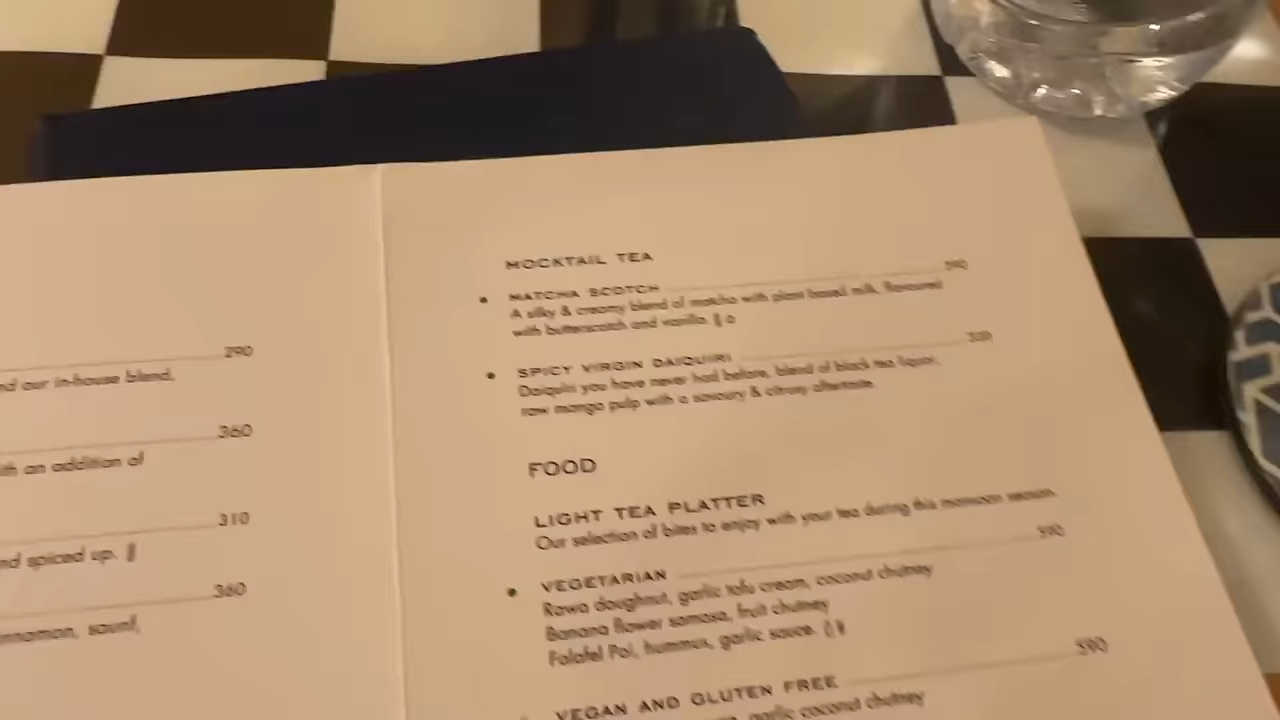 290
nd our in-house blend,
360
th an addition of
310
nd spiced up.
360
innamon, saunf,
MOCKTAIL TEA
MATCHA SCOTCH
A silky & creamy blend of matcha with plant based milk, flavoured
with butterscotch and vanilla.
SPICY VIRGIN DAIQUIRI
Daiquiri you have never had before, blend of black tea liquor,
raw mango pulp with a savoury & citrusy aftertaste
FOOD
LIGHT TEA PLATTER
Our selection of bites to enjoy with your tea during this monsoon season
VEGETARIAN 590
Rawa doughnut, garlic tofu cream, coconut chutney
Banana flower samosa, fruit chutney
Falafel Poi, hummus, garlic sauce.
VEGAN AND GLUTEN FREE 590
garlic coconut chutney